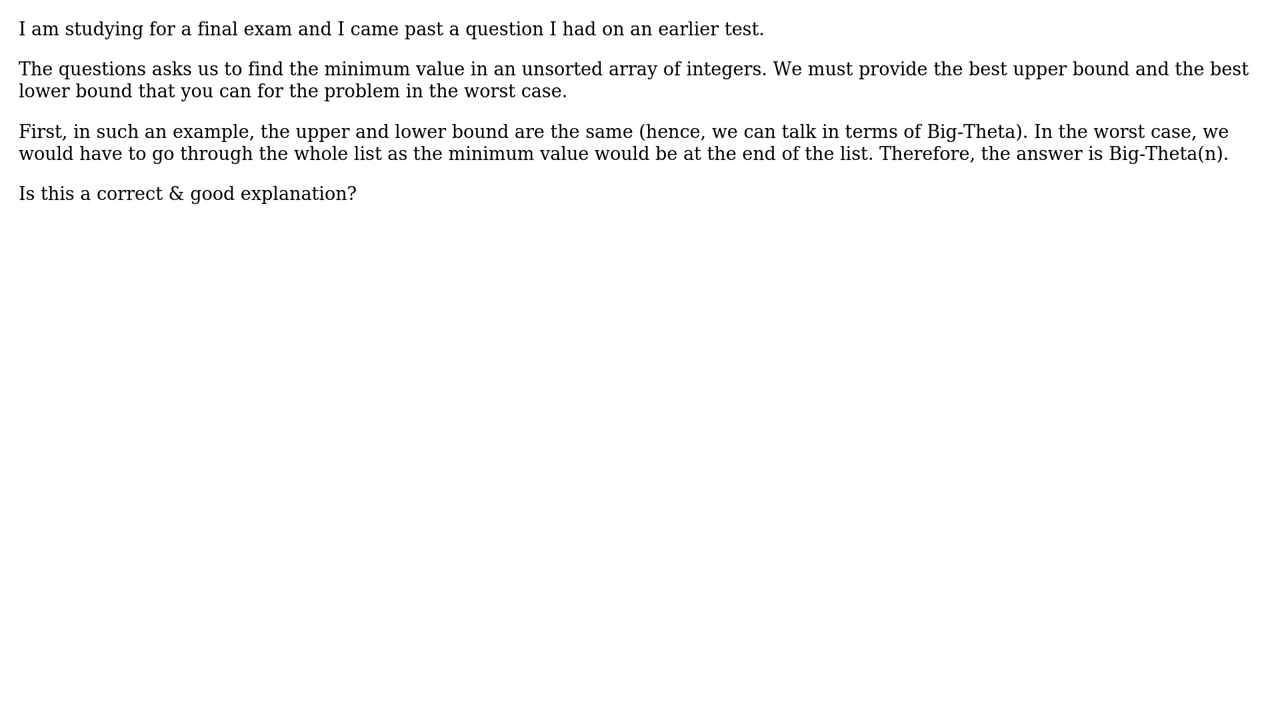 I am studying for a final exam and I came past a question I had on an earlier test.
The questions asks us to find the minimum value in an unsorted array of integers. We must provide the best upper bound and the best
lower bound that you can for the problem in the worst case.
First, in such an example, the upper and lower bound are the same (hence, we can talk in terms of Big-Theta). In the worst case, we
would have to go through the whole list as the minimum value would be at the end of the list. Therefore, the answer is Big-Theta(n).
Is this a correct & good explanation?